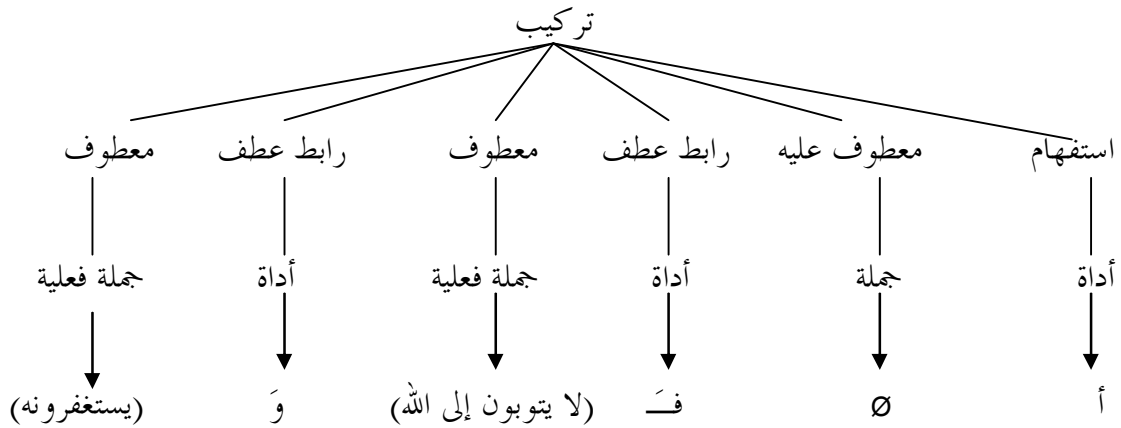 تركيب
استفهام معطوف عليه رابط عطف معطوف رابط عطف معطوف
أداة جملة أداة جملة فعلية أداة جملة فعلية
أ Ø فَـ (لا يتوبون إلى الله) وَ (يستغفرونه)